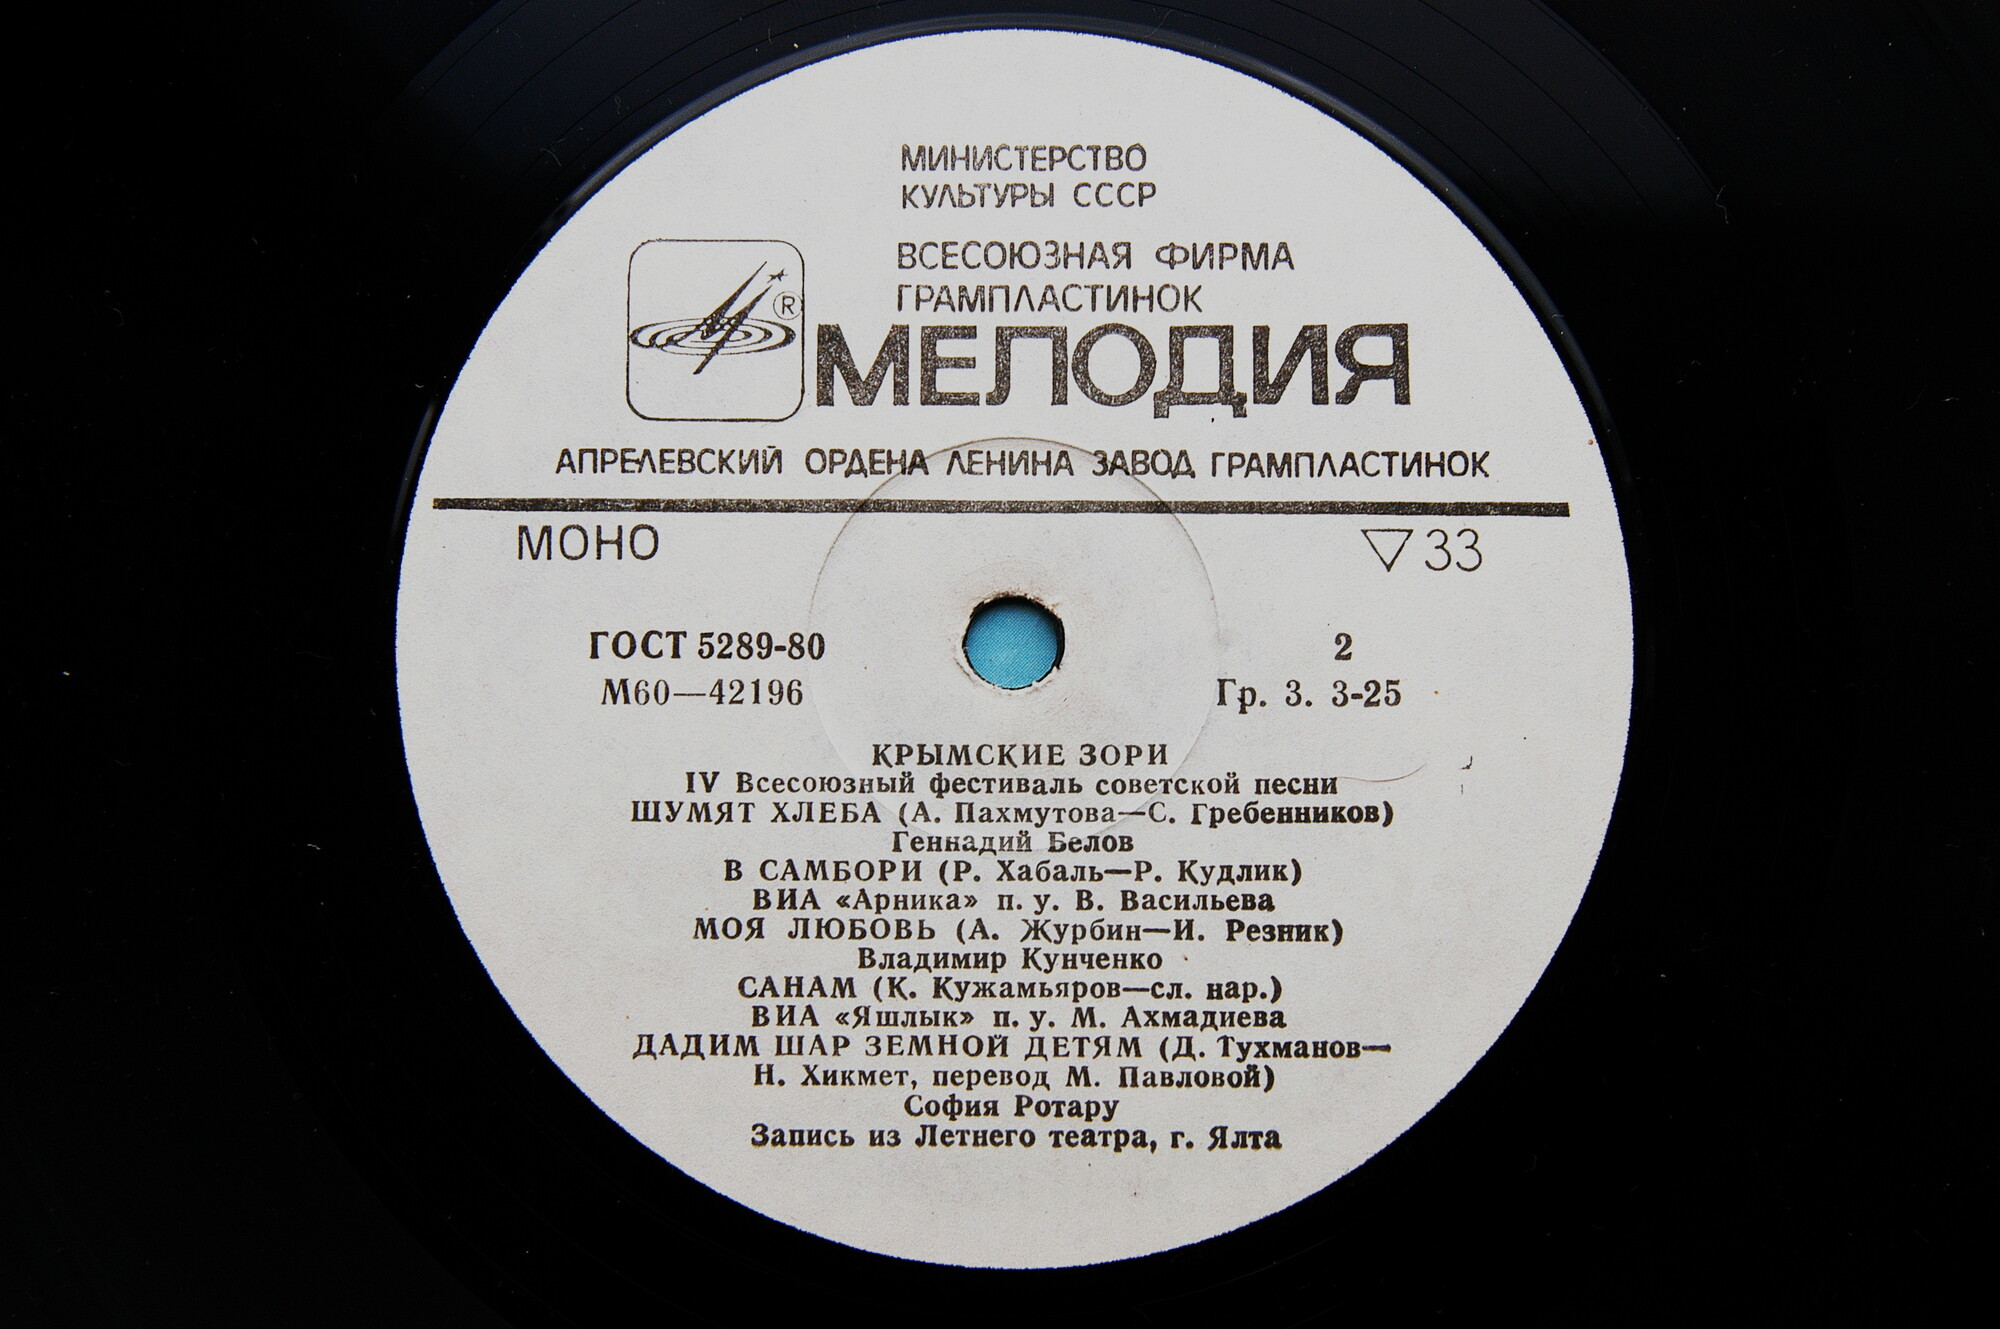 МИНИСТЕРСТВО
КУЛЬТУРЫ СССР
ВСЕСОЮЗНАЯ ФИРМА
ГРАМПЛАСТИНОК
®
МЕЛОДИЯ
АПРЕЛЕВСКИЙ ОРДЕНА ЛЕНИНА ЗАВОД ГРАМПЛАСТИНОК
МОНО
▽33
ГОСТ 5289-80
2
М60—42196
Гр. 3. 3-25
КРЫМСКИЕ ЗОРИ
IV Всесоюзный фестиваль советской песни
ШУМЯТ ХЛЕБА (А. Пахмутова—С. Гребенников)
Геннадий Белов
В САМБОРИ (Р. Хабаль—Р. Кудлик)
ВИА «Арника» п. у. В. Васильева
МОЯ ЛЮБОВЬ (А. Журбин—И. Резник)
Владимир Кунченко
САНАМ (К. Кужамьяров—сл. нар.)
ВИА «Яшлык» п. у. М. Ахмадиева
ДАДИМ ШАР ЗЕМНОЙ ДЕТЯМ (Д. Тухманов—
Н. Хикмет, перевод М. Павловой)
София Ротару
Запись из Летнего театра, г. Ялта